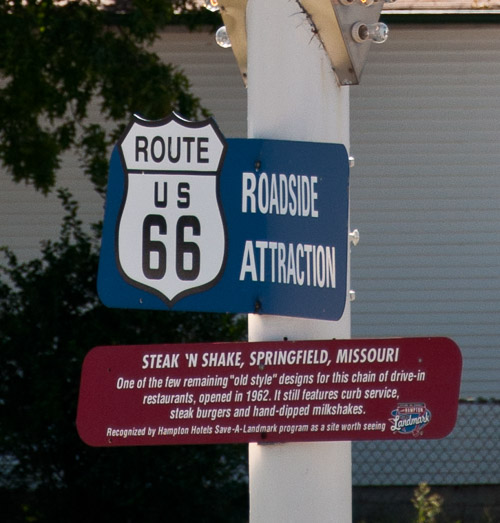 ROUTE
US
66
ROADSIDE
ATTRACTION
STEAK 'N SHAKE, SPRINGFIELD, MISSOURI
One of the few remaining "old style" designs for this chain of drive-in
restaurants, opened in 1962. It still features curb service,
steak burgers and hand-dipped milkshakes.
Recognized by Hampton Hotels Save-A-Landmark program as a site worth seeing
HAMPTON
Landmark